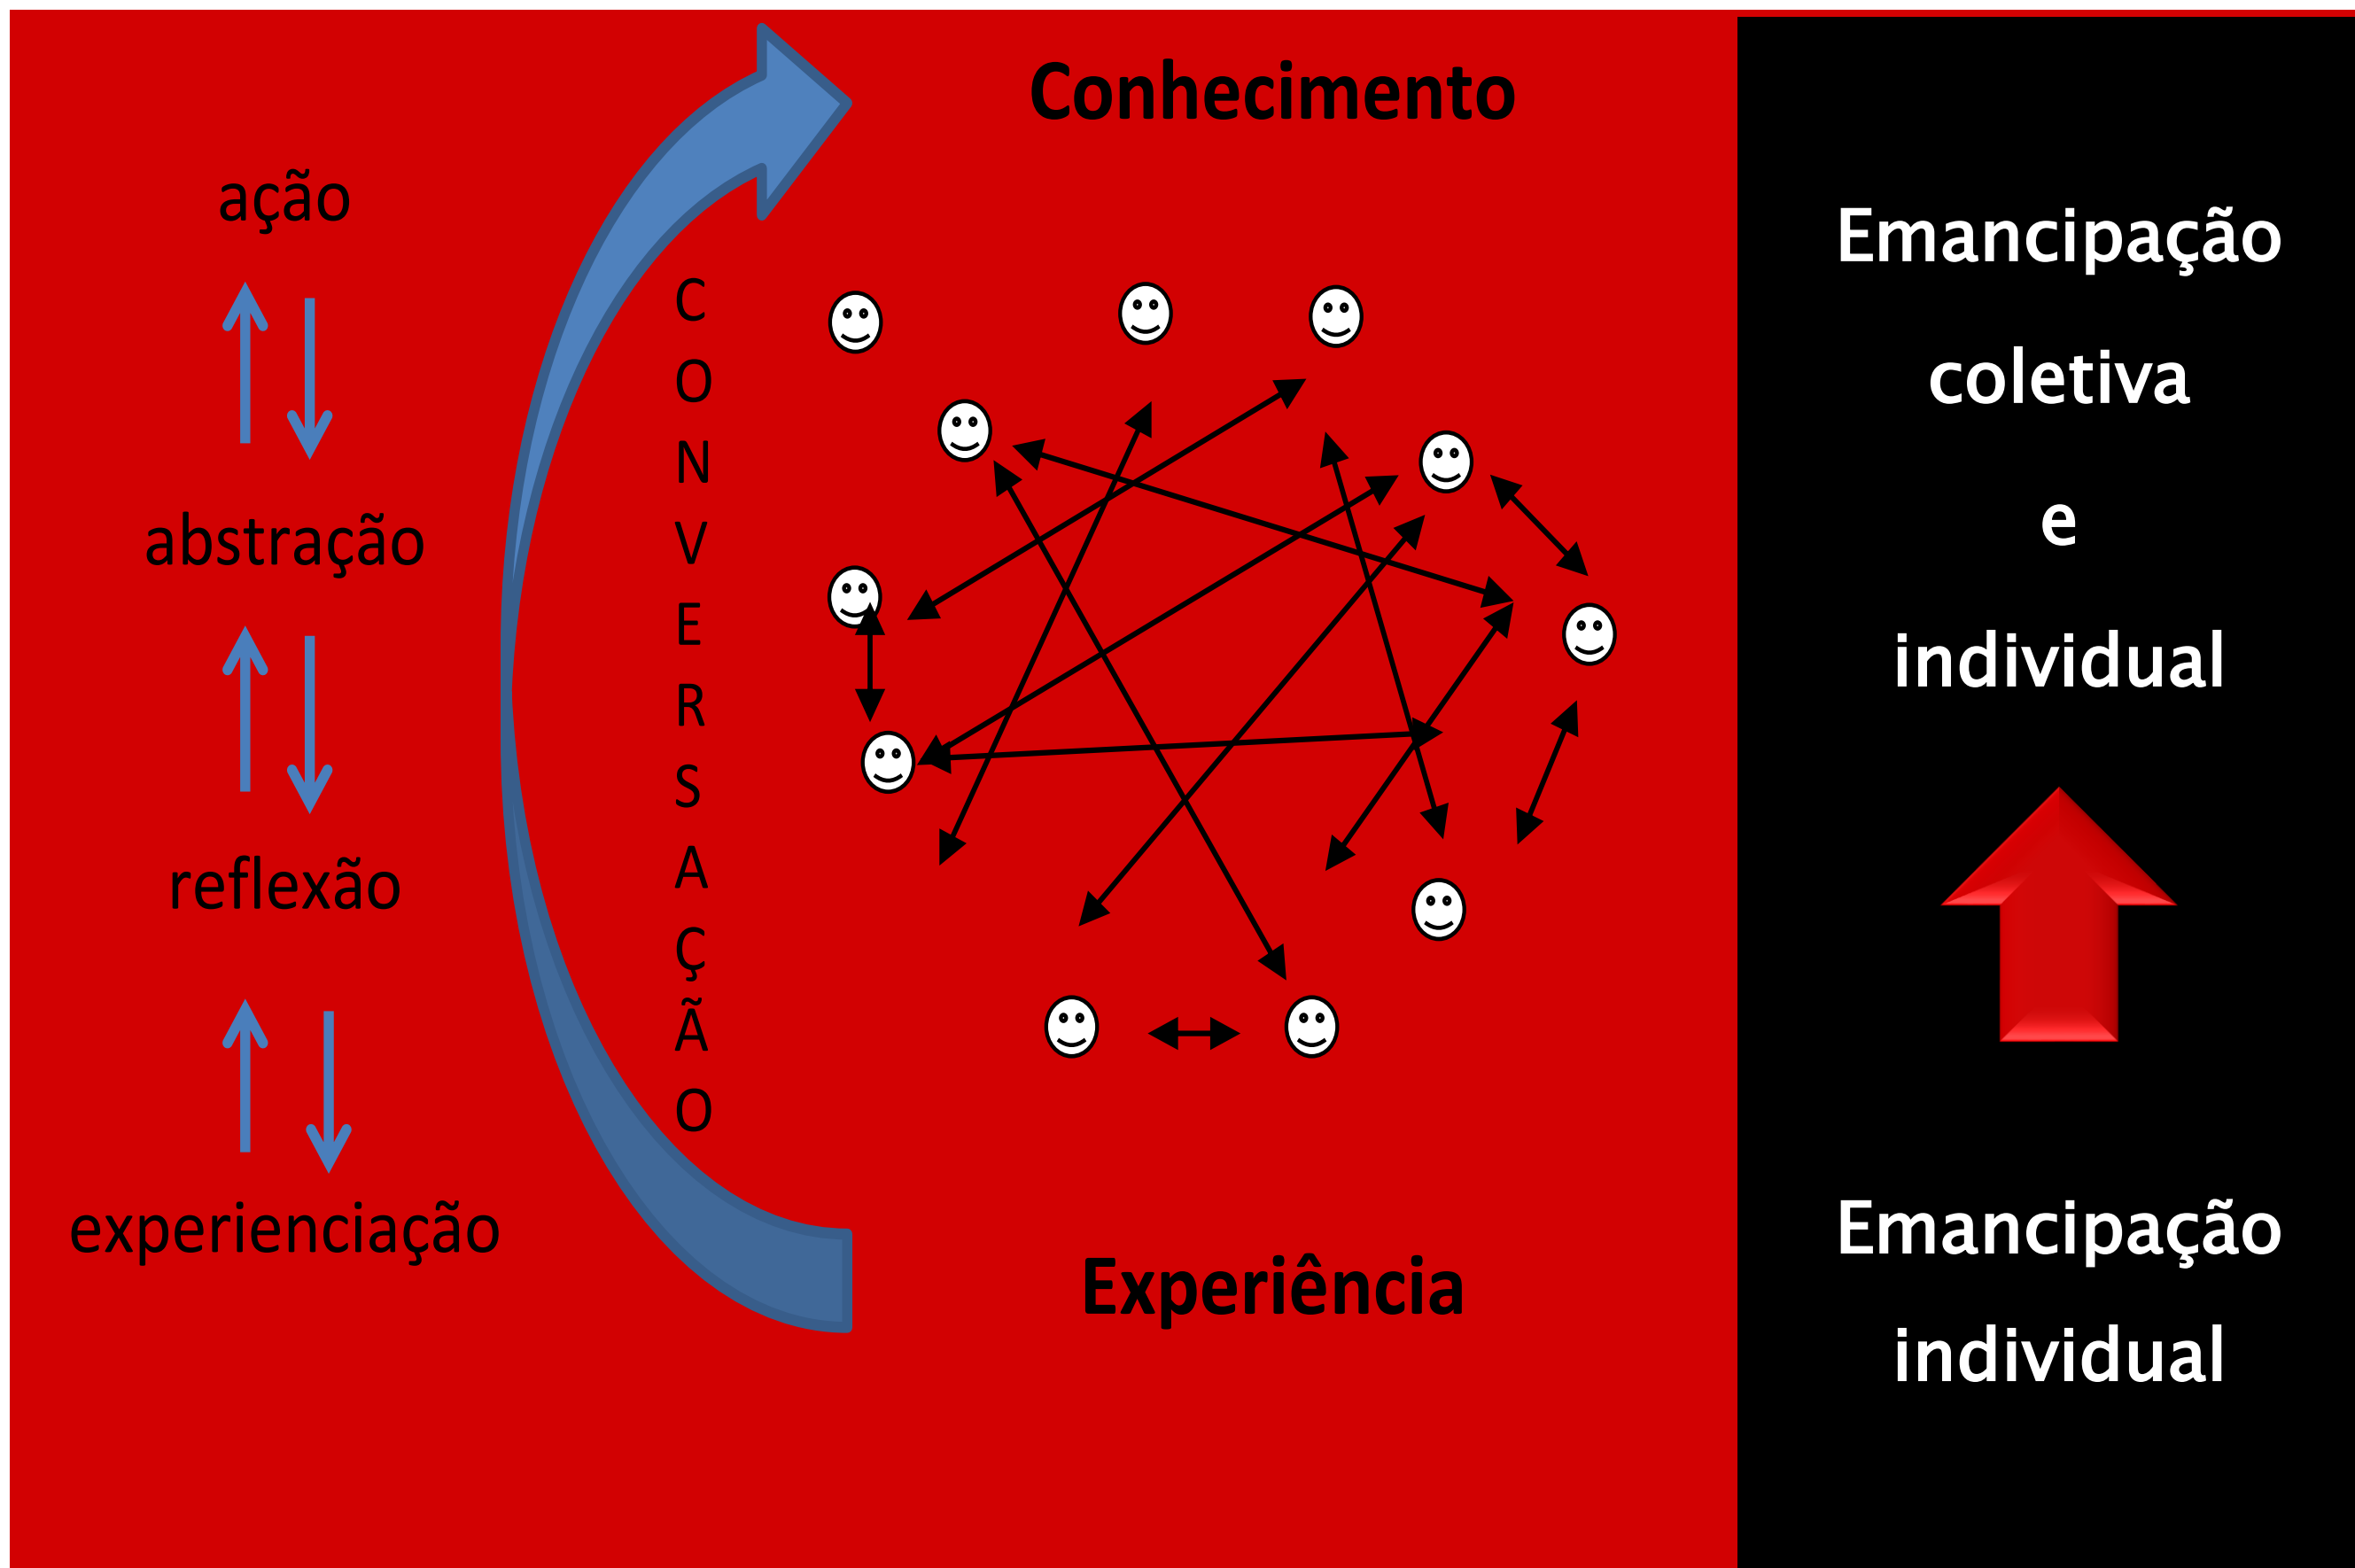 Conhecimento
ação
abstração
reflexão
experienciação
C
O
N
V
E
R
S
A
Ç
Ã
O
Experiência
Emancipação
coletiva
e
individual
Emancipação
individual